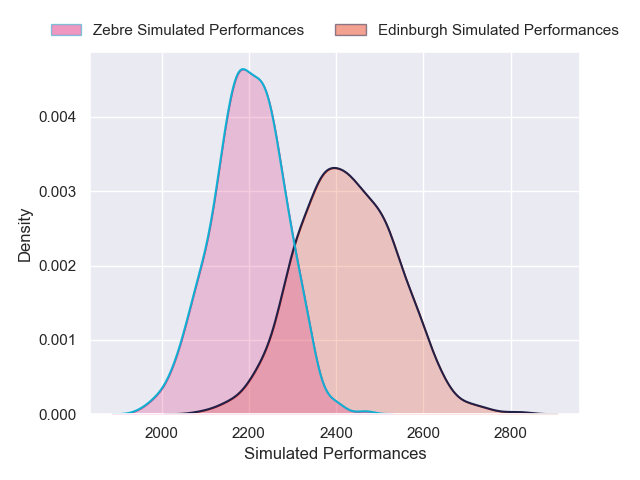 Zebre Simulated Performances
Edinburgh Simulated Performances
0.004
0.003
0.002
0.001
0.000
Density
2000
2200
2400
2600
2800
Simulated Performances